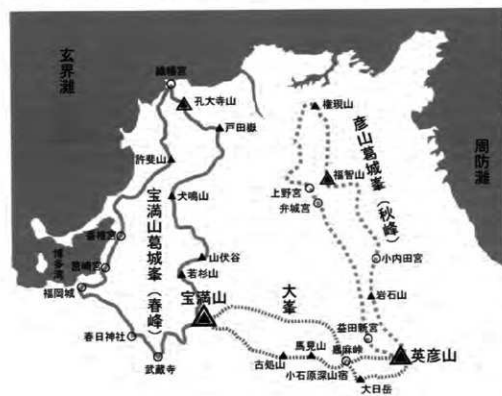 玄界灘
織幡宮
孔大寺山
戸田嶽
許斐山
犬鳴山
宝満山葛城峯（春峰）
香椎宮
筥崎宮
博多湾
福岡城
山伏谷
若杉山
宝満山
春日神社
武蔵寺
権現山
彦山葛城峯（秋峰）
福智山
上野宮
弁城宮
周防灘
小内田宮
岩石山
大峯
益田新宮
馬見山
嘉麻峠
英彦山
古処山
小石原深山宿
大日岳